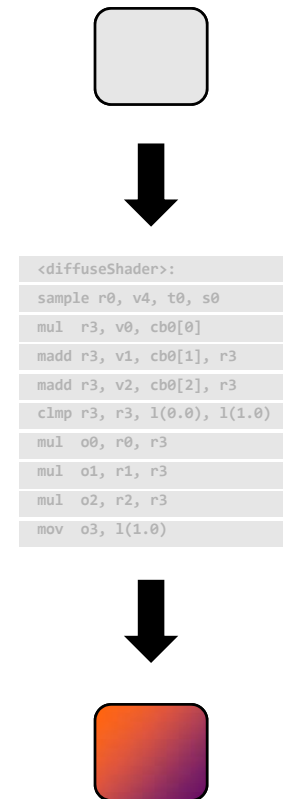 <diffuseShader>:
sample r0, v4, t0, s0
mul  r3, v0, cb0[0]
madd r3, v1, cb0[1], r3
madd r3, v2, cb0[2], r3
clmp r3, r3, l(0.0), l(1.0)
mul  o0, r0, r3
mul  o1, r1, r3
mul  o2, r2, r3
mov  o3, l(1.0)